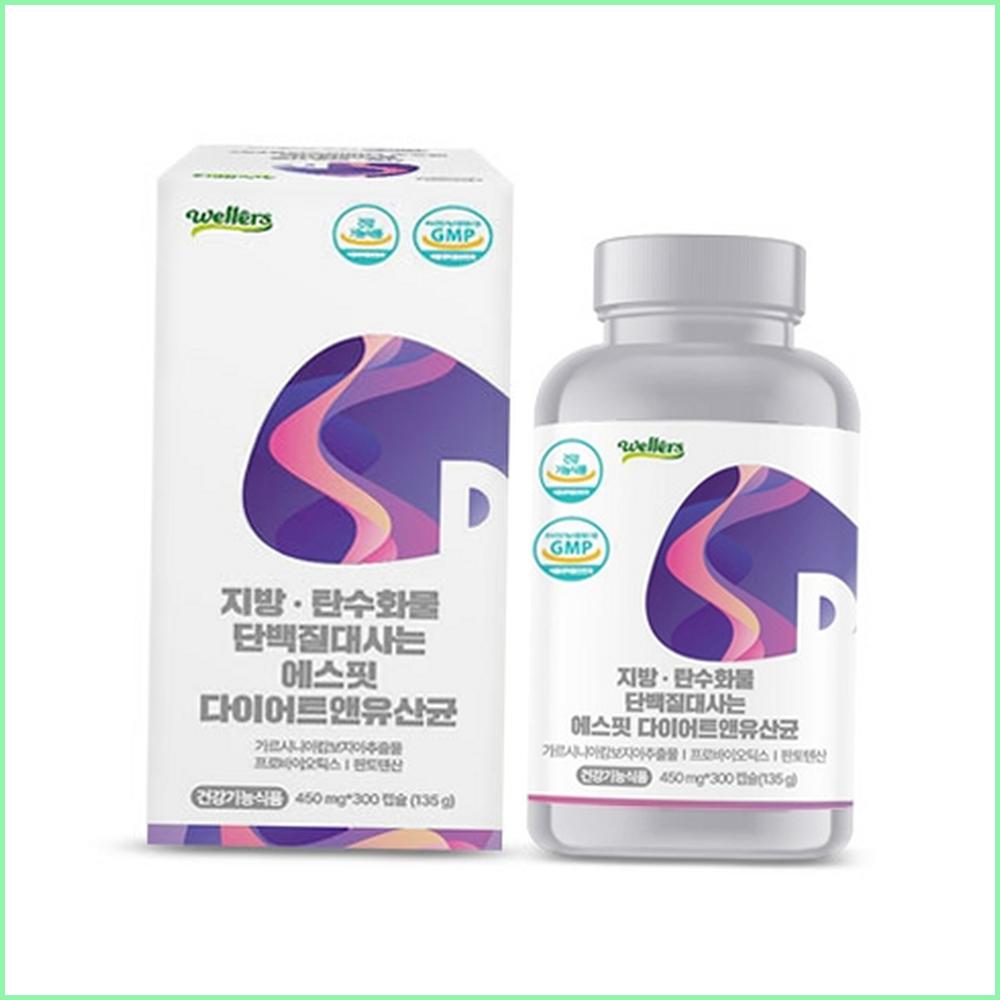 wellers
건강
기능식품
GMP
D
지방 · 탄수화물
단백질대사는
에스핏
다이어트앤유산균
가르시니아캄보지아추출물
프로바이오틱스 | 판토텐산
건강기능식품 450 mg*300 캡슐 (135 g)
wellers
건강
기능식품
GMP
D
지방 · 탄수화물
단백질대사는
에스핏 다이어트앤유산균
가르시니아캄보지아추출물 | 프로바이오틱스 | 판토텐산
건강기능식품 450 mg*300 캡슐(135 g)